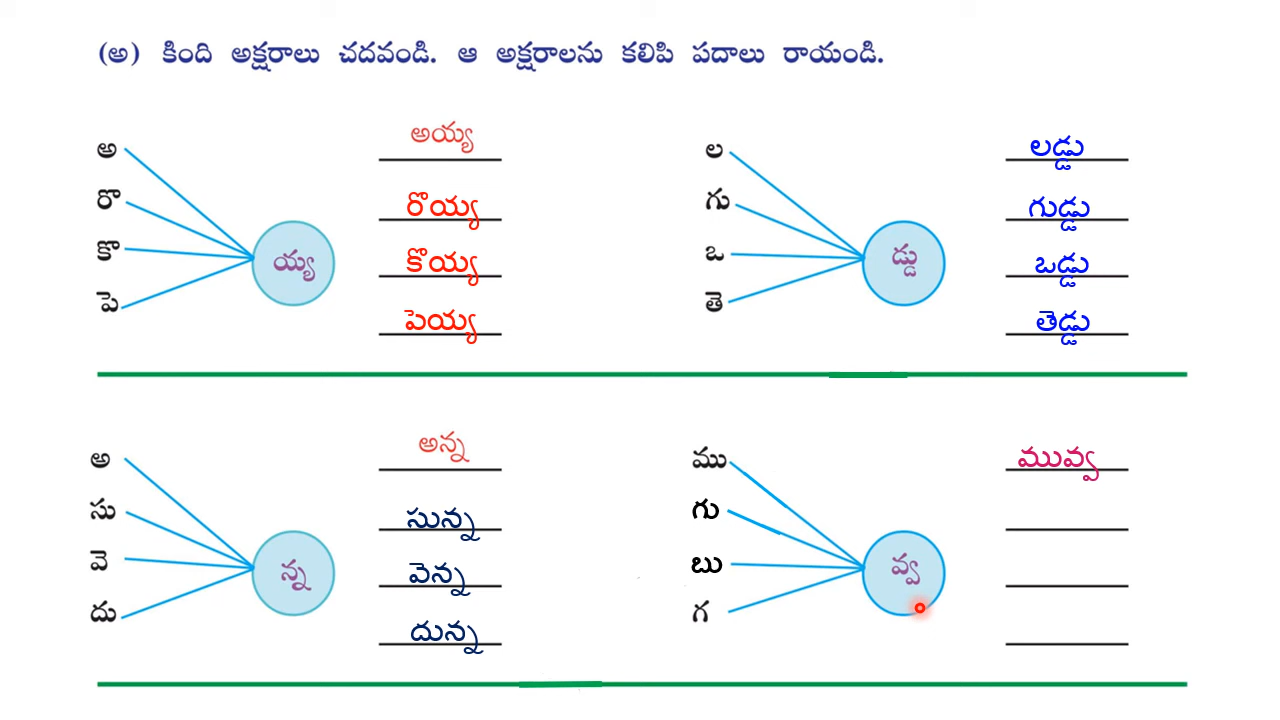 (అ) కింది అక్షరాలు చదవండి. ఆ అక్షరాలను కలిపి పదాలు రాయండి.
అ
రొ
కొ
పె
య్య
అయ్య
రొయ్య
కొయ్య
పెయ్య
ల
గు
ఒ
తె
డ్డు
లడ్డు
గుడ్డు
ఒడ్డు
తెడ్డు
అ
సు
వె
దు
న్న
అన్న
సున్న
వెన్న
దున్న
ము
గు
బు
గ
వ్వ
మువ్వ